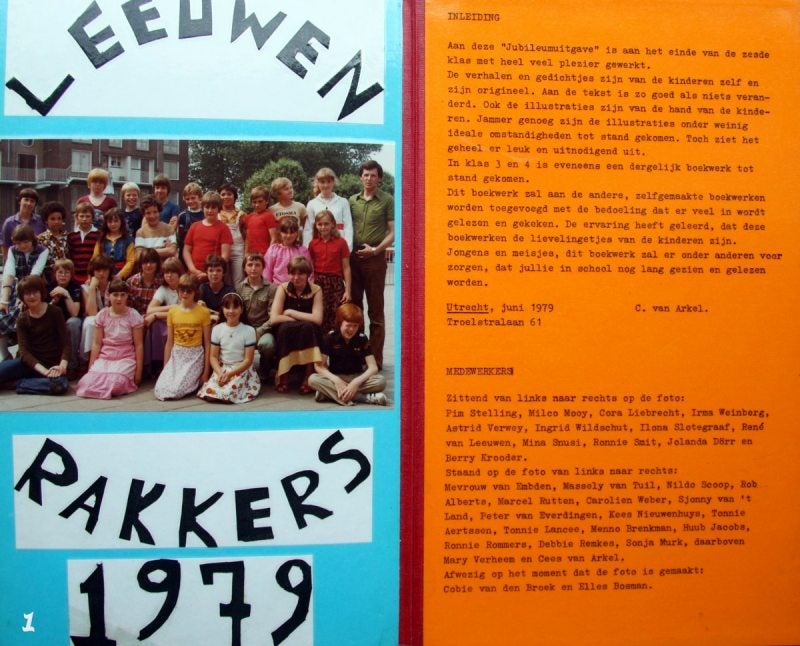 LEEUWEN
RAKKERS
1979
1
INLEIDING
Aan deze "Jubileumuitgave" is aan het einde van de zesde
klas met heel veel plezier gewerkt.
De verhalen en gedichtjes zijn van de kinderen zelf en
zijn origineel. Aan de tekst is zo goed als niets veran-
derd. Ook de illustraties zijn van de hand van de kinde-
ren. Jammer genoeg zijn de illustraties onder weinig
ideale omstandigheden tot stand gekomen. Toch ziet het
geheel er leuk en uitnodigend uit.
In klas 3 en 4 is eveneens een dergelijk boekwerk tot
stand gekomen.
Dit boekwerk zal aan de andere, zelfgemaakte boekwerken
worden toegevoegd met de bedoeling dat er veel in wordt
gelezen en gekeken. De ervaring heeft geleerd, dat deze
boekwerken de lievelingetjes van de kinderen zijn.
Jongens en meisjes, dit boekwerk zal er onder anderen voor
zorgen, dat jullie in school nog lang gezien en gelezen
worden.
Utrecht, juni 1979 C. van Arkel.
Troelstralaan 61
MEDEWERKERS
Zittend van links naar rechts op de foto:
Pim Stelling, Milco Mooy, Cora Liebrecht, Irma Weinberg,
Astrid Verwey, Ingrid Wildschut, Ilona Slotegraaf, René
van Leeuwen, Mina Snusi, Ronnie Smit, Jolanda Dörr en
Berry Krooder.
Staand op de foto van links naar rechts:
Mevrouw van Embden, Massely van Tuil, Nildo Scoop, Rob
Alberts, Marcel Rutten, Carolien Weber, Sjonny van 't
Land, Peter van Everdingen, Kees Nieuwenhuys, Tonnie
Aertssen, Tonnie Lancee, Menno Brenkman, Huub Jacobs,
Ronnie Rommers, Debbie Remkes, Sonja Murk, daarboven
Mary Verheem en Cees van Arkel.
Afwezig op het moment dat de foto is gemaakt:
Cobie van den Broek en Elles Bosman.